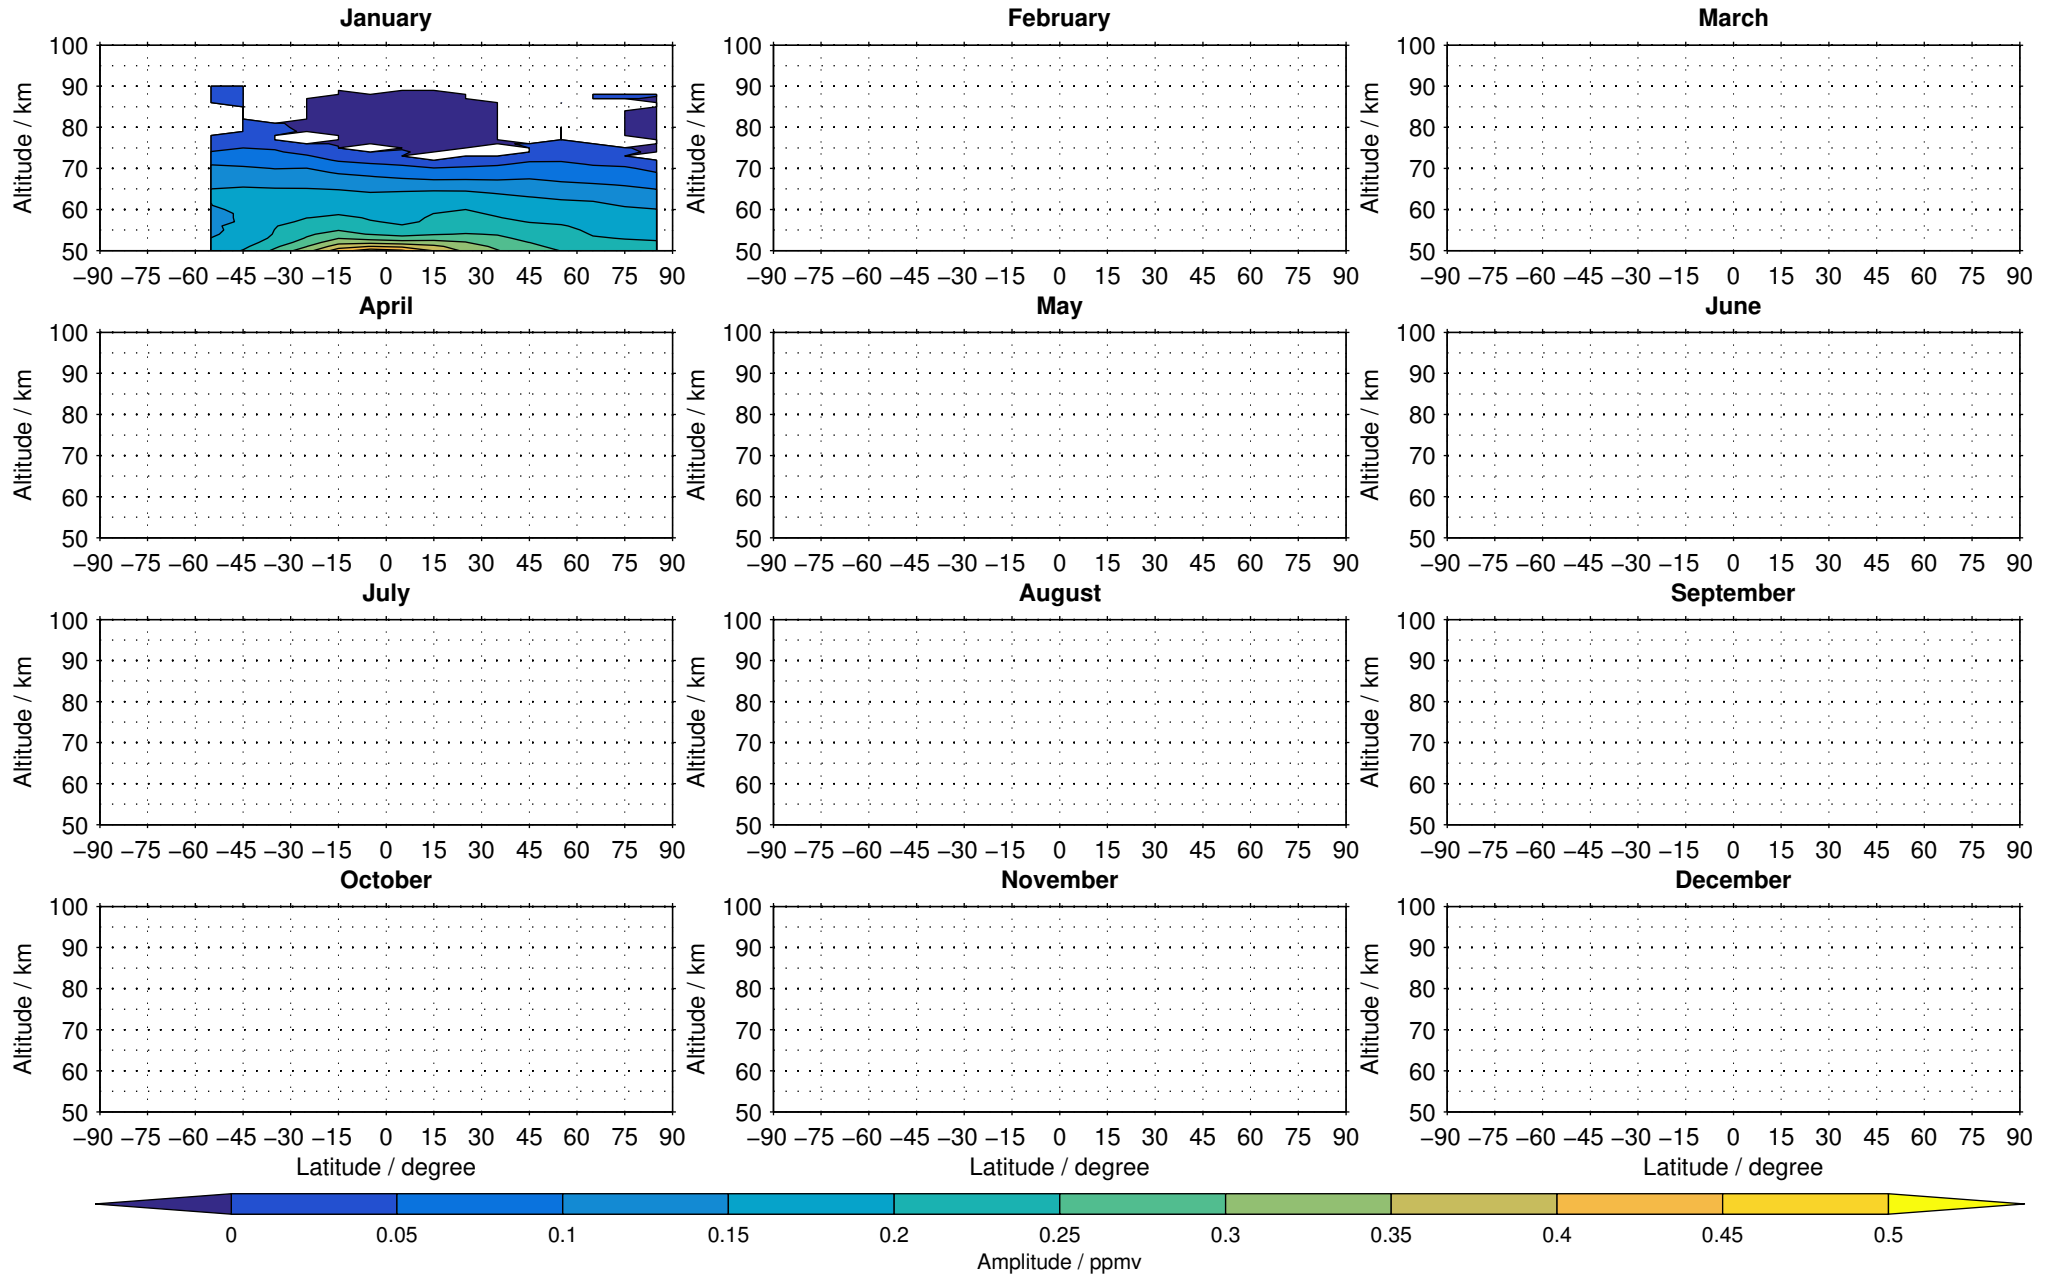 January February March
100 100 100
90 90 90
80 80 80
70 70 70
60 60 60
50 50 50
Altitude / km Altitude / km Altitude / km
−90 −75 −60 −45 −30 −15 0 15 30 45 60 75 90 −90 −75 −60 −45 −30 −15 0 15 30 45 60 75 90 −90 −75 −60 −45 −30 −15 0 15 30 45 60 75 90
April May June
100 100 100
90 90 90
80 80 80
70 70 70
60 60 60
50 50 50
Altitude / km Altitude / km Altitude / km
−90 −75 −60 −45 −30 −15 0 15 30 45 60 75 90 −90 −75 −60 −45 −30 −15 0 15 30 45 60 75 90 −90 −75 −60 −45 −30 −15 0 15 30 45 60 75 90
July August September
100 100 100
90 90 90
80 80 80
70 70 70
60 60 60
50 50 50
Altitude / km Altitude / km Altitude / km
−90 −75 −60 −45 −30 −15 0 15 30 45 60 75 90 −90 −75 −60 −45 −30 −15 0 15 30 45 60 75 90 −90 −75 −60 −45 −30 −15 0 15 30 45 60 75 90
October November December
100 100 100
90 90 90
80 80 80
70 70 70
60 60 60
50 50 50
Altitude / km Altitude / km Altitude / km
−90 −75 −60 −45 −30 −15 0 15 30 45 60 75 90 −90 −75 −60 −45 −30 −15 0 15 30 45 60 75 90 −90 −75 −60 −45 −30 −15 0 15 30 45 60 75 90
Latitude / degree Latitude / degree Latitude / degree
0 0.05 0.1 0.15 0.2 0.25 0.3 0.35 0.4 0.45 0.5
Amplitude / ppmv